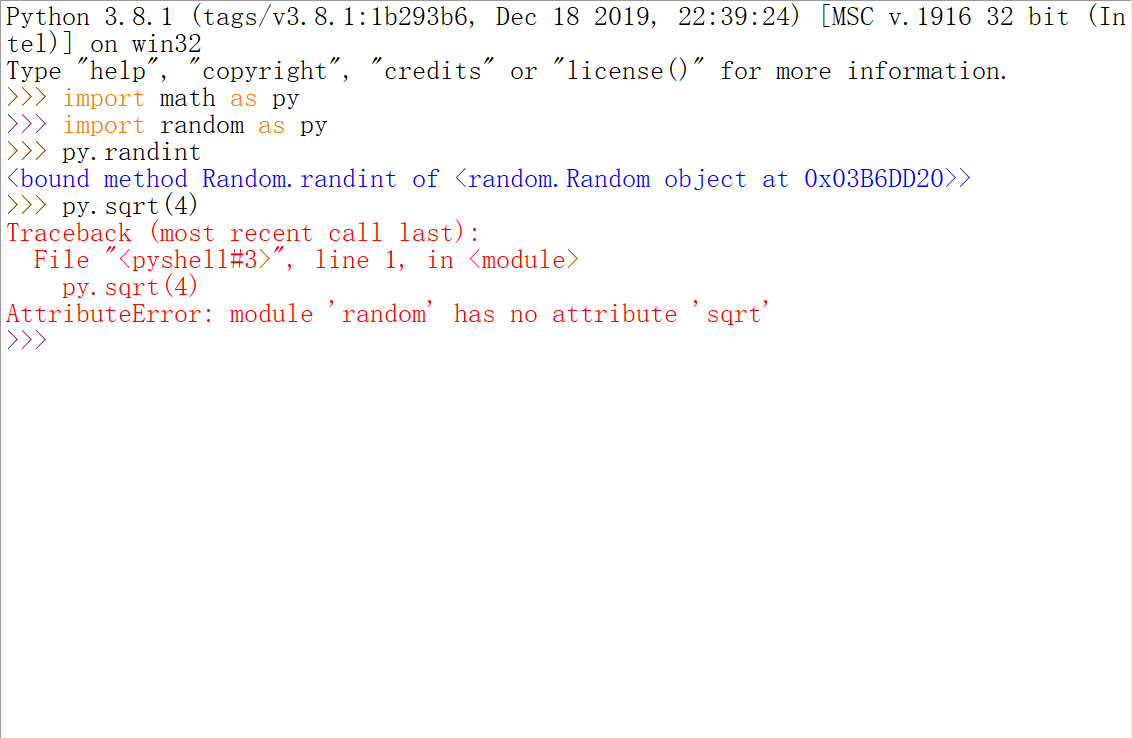 Python 3.8.1 (tags/v3.8.1:1b293b6, Dec 18 2019, 22:39:24) [MSC v.1916 32 bit (In
tel)] on win32
Type "help", "copyright", "credits" or "license()" for more information.
>>> import math as py
>>> import random as py
>>> py.randint
<bound method Random.randint of <random.Random object at 0x03B6DD20>>
>>> py.sqrt(4)
Traceback (most recent call last):
  File "<pyshell#3>", line 1, in <module>
    py.sqrt(4)
AttributeError: module 'random' has no attribute 'sqrt'
>>>